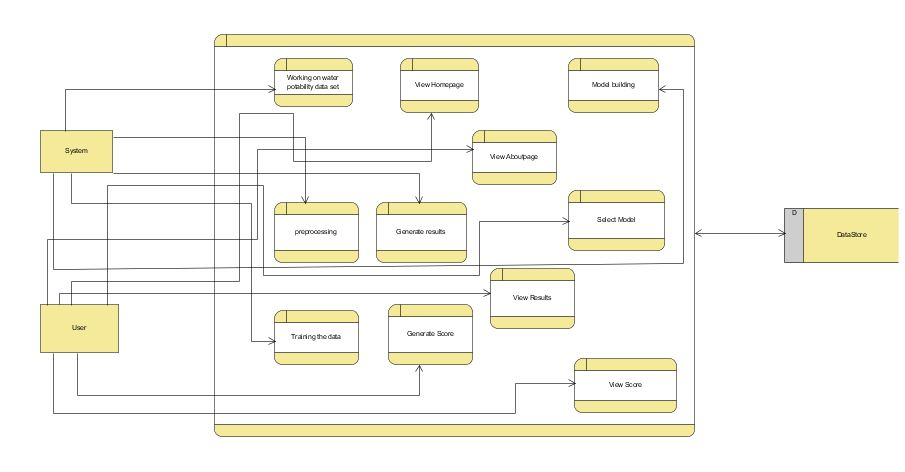 Working on water
potability data set
View Homepage
Model building
System
View Aboutpage
D
preprocessing
Generate results
Select Model
DataStore
View Results
User
Training the data
Generate Score
View Score